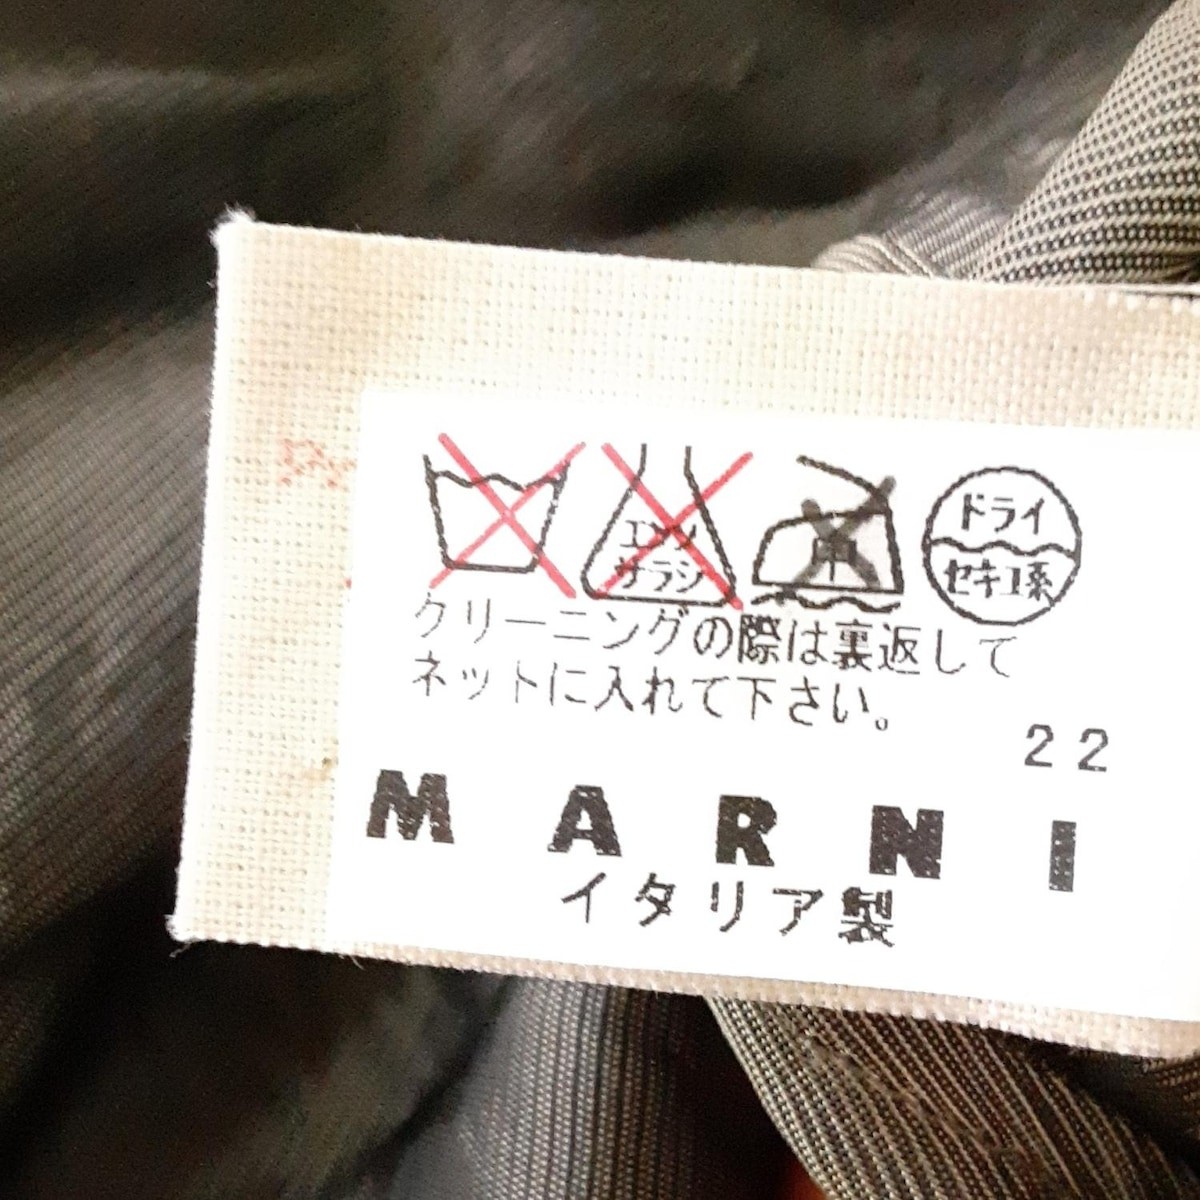 エンソ
サラシ
中
ドライ
セキユ系
クリーニングの際は裏返して
ネットに入れて下さい。
22
MARNI
イタリア製